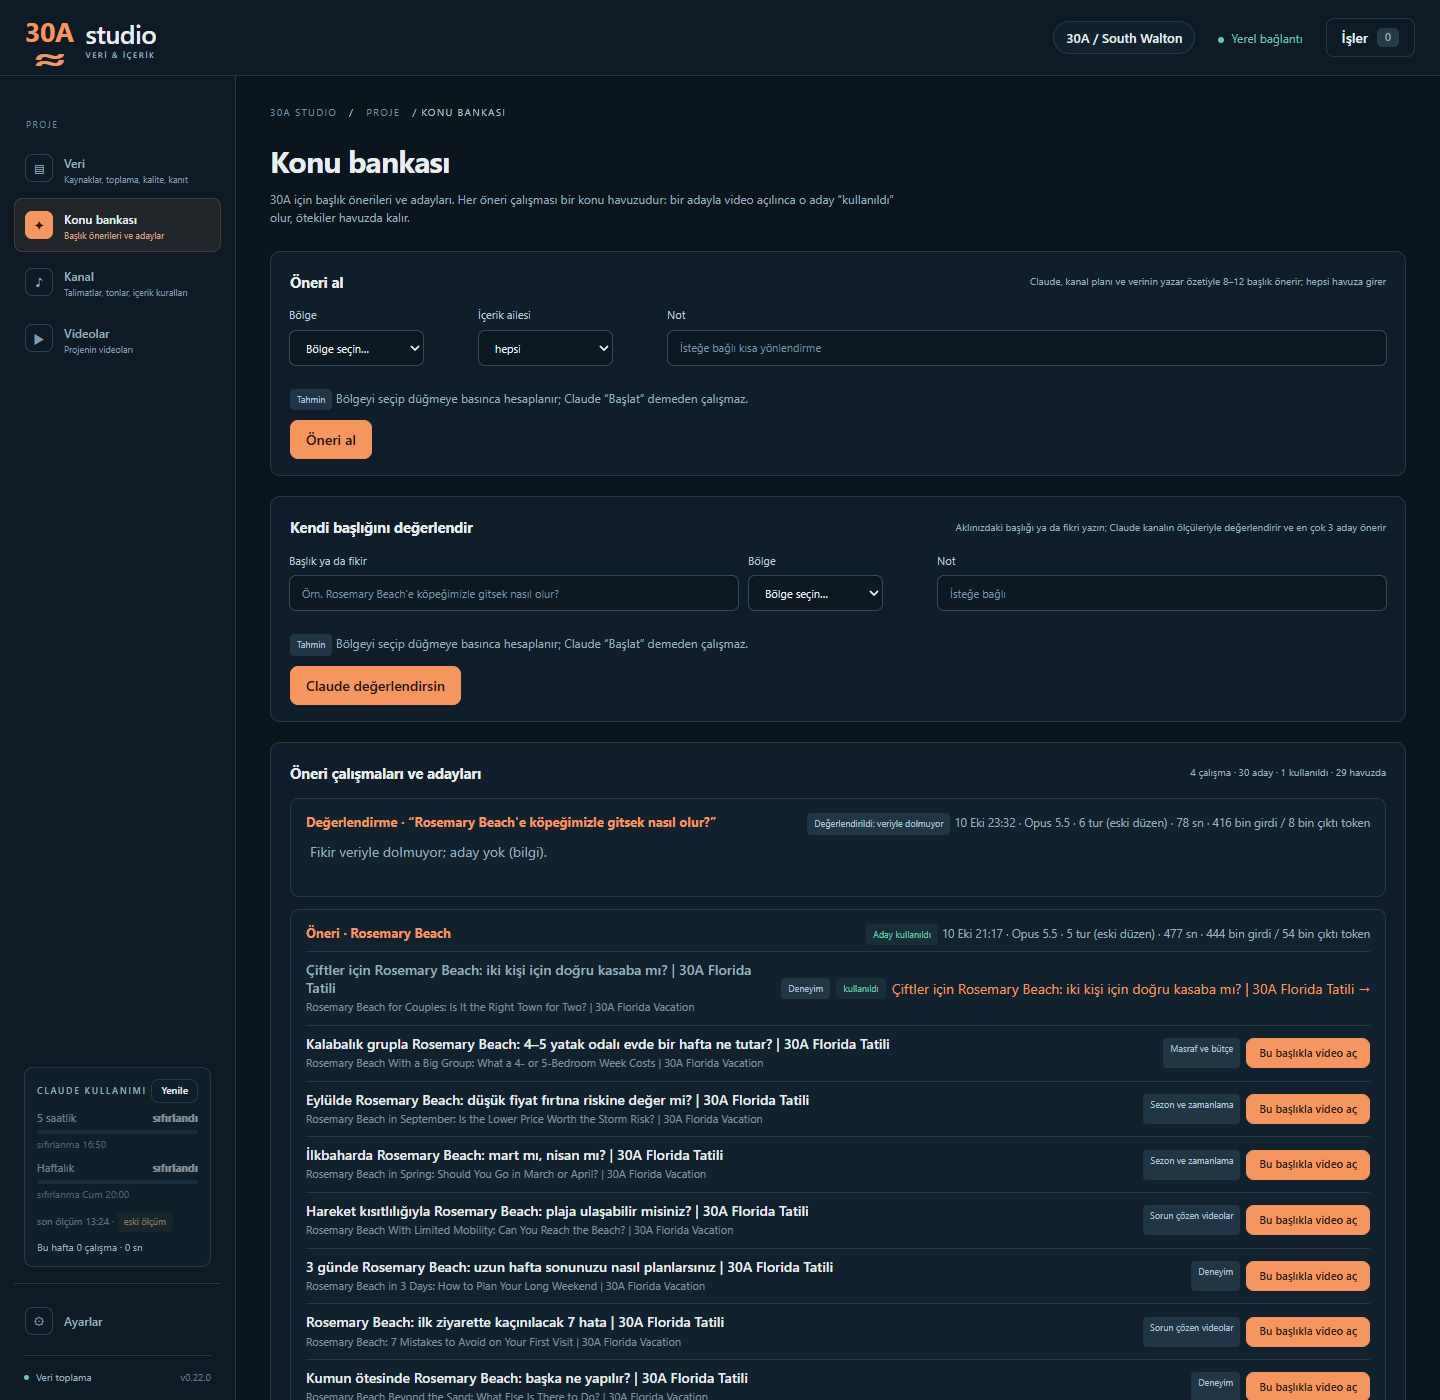 30A studio
VERİ & İÇERİK
30A / South Walton
Yerel bağlantı
İşler 0
PROJE
Veri
Kaynaklar, toplama, kalite, kanıt
Konu bankası
Başlık önerileri ve adaylar
Kanal
Talimatlar, tonlar, içerik kuralları
Videolar
Projenin videoları
CLAUDE KULLANIMI Yenile
5 saatlik sıfırlandı
sıfırlanma 16:50
Haftalık sıfırlandı
sıfırlanma Cum 20:00
son ölçüm 13:24 · eski ölçüm
Bu hafta 0 çalışma · 0 sn
Ayarlar
Veri toplama v0.22.0
30A STUDIO / PROJE / KONU BANKASI
Konu bankası
30A için başlık önerileri ve adayları. Her öneri çalışması bir konu havuzudur: bir adayla video açılınca o aday “kullanıldı”
olur, ötekiler havuzda kalır.
Öneri al
Claude, kanal planı ve verinin yazar özetiyle 8–12 başlık önerir; hepsi havuza girer
Bölge İçerik ailesi Not
Bölge seçin... hepsi İsteğe bağlı kısa yönlendirme
Tahmin Bölgeyi seçip düğmeye basınca hesaplanır; Claude “Başlat” demeden çalışmaz.
Öneri al
Kendi başlığını değerlendir
Aklınızdaki başlığı ya da fikri yazın; Claude kanalın ölçüleriyle değerlendirir ve en çok 3 aday önerir
Başlık ya da fikir Bölge Not
Örn. Rosemary Beach'e köpeğimizle gitsek nasıl olur? Bölge seçin... İsteğe bağlı
Tahmin Bölgeyi seçip düğmeye basınca hesaplanır; Claude “Başlat” demeden çalışmaz.
Claude değerlendirsin
Öneri çalışmaları ve adayları
4 çalışma · 30 aday · 1 kullanıldı · 29 havuzda
Değerlendirme · “Rosemary Beach'e köpeğimizle gitsek nasıl olur?”
Değerlendirildi: veriyle dolmuyor 10 Eki 23:32 · Opus 5.5 · 6 tur (eski düzen) · 78 sn · 416 bin girdi / 8 bin çıktı token
Fikir veriyle dolmuyor; aday yok (bilgi).
Öneri · Rosemary Beach
Aday kullanıldı 10 Eki 21:17 · Opus 5.5 · 5 tur (eski düzen) · 477 sn · 444 bin girdi / 54 bin çıktı token
Çiftler için Rosemary Beach: iki kişi için doğru kasaba mı? | 30A Florida
Tatili
Rosemary Beach for Couples: Is It the Right Town for Two? | 30A Florida Vacation
Deneyim kullanıldı Çiftler için Rosemary Beach: iki kişi için doğru kasaba mı? | 30A Florida Tatili →
Kalabalık grupla Rosemary Beach: 4–5 yatak odalı evde bir hafta ne tutar? | 30A Florida Tatili
Rosemary Beach With a Big Group: What a 4- or 5-Bedroom Week Costs | 30A Florida Vacation
Masraf ve bütçe Bu başlıkla video aç
Eylülde Rosemary Beach: düşük fiyat fırtına riskine değer mi? | 30A Florida Tatili
Rosemary Beach in September: Is the Lower Price Worth the Storm Risk? | 30A Florida Vacation
Sezon ve zamanlama Bu başlıkla video aç
İlkbaharda Rosemary Beach: mart mı, nisan mı? | 30A Florida Tatili
Rosemary Beach in Spring: Should You Go in March or April? | 30A Florida Vacation
Sezon ve zamanlama Bu başlıkla video aç
Hareket kısıtlılığıyla Rosemary Beach: plaja ulaşabilir misiniz? | 30A Florida Tatili
Rosemary Beach With Limited Mobility: Can You Reach the Beach? | 30A Florida Vacation
Sorun çözen videolar Bu başlıkla video aç
3 günde Rosemary Beach: uzun hafta sonunuzu nasıl planlarsınız | 30A Florida Tatili
Rosemary Beach in 3 Days: How to Plan Your Long Weekend | 30A Florida Vacation
Deneyim Bu başlıkla video aç
Rosemary Beach: ilk ziyarette kaçınılacak 7 hata | 30A Florida Tatili
Rosemary Beach: 7 Mistakes to Avoid on Your First Visit | 30A Florida Vacation
Sorun çözen videolar Bu başlıkla video aç
Kumun ötesinde Rosemary Beach: başka ne yapılır? | 30A Florida Tatili
Rosemary Beach Beyond the Sand: What Else Is There to Do? | 30A Florida Vacation
Deneyim Bu başlıkla video aç